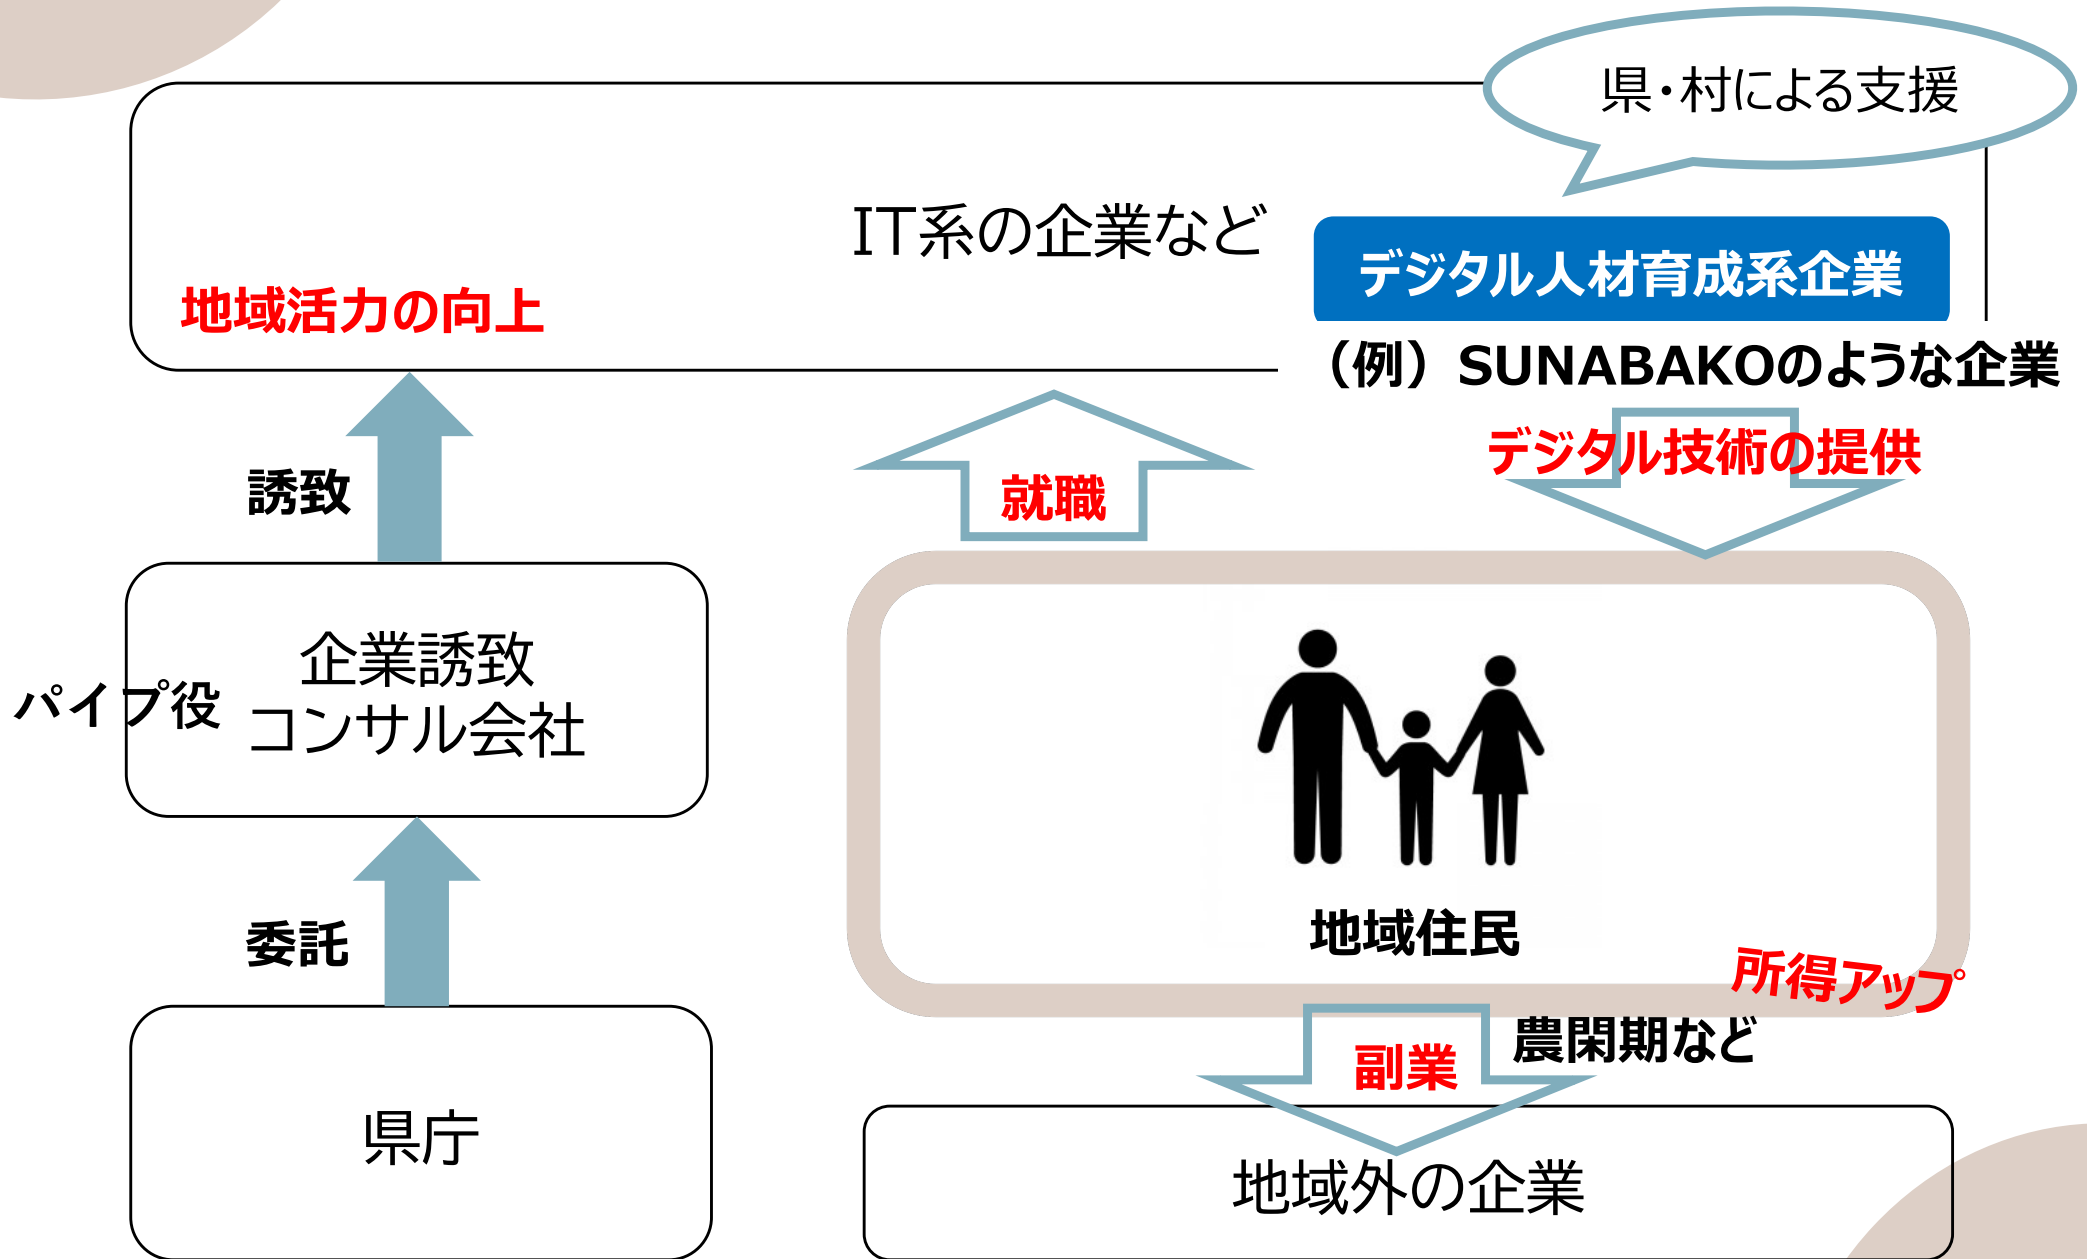 県・村による支援
IT系の企業など
デジタル人材育成系企業
地域活力の向上
（例）SUNABAKOのような企業
デジタル技術の提供
誘致
就職
企業誘致
コンサル会社
パイプ役
地域住民
委託
所得アップ
農閑期など
副業
県庁
地域外の企業